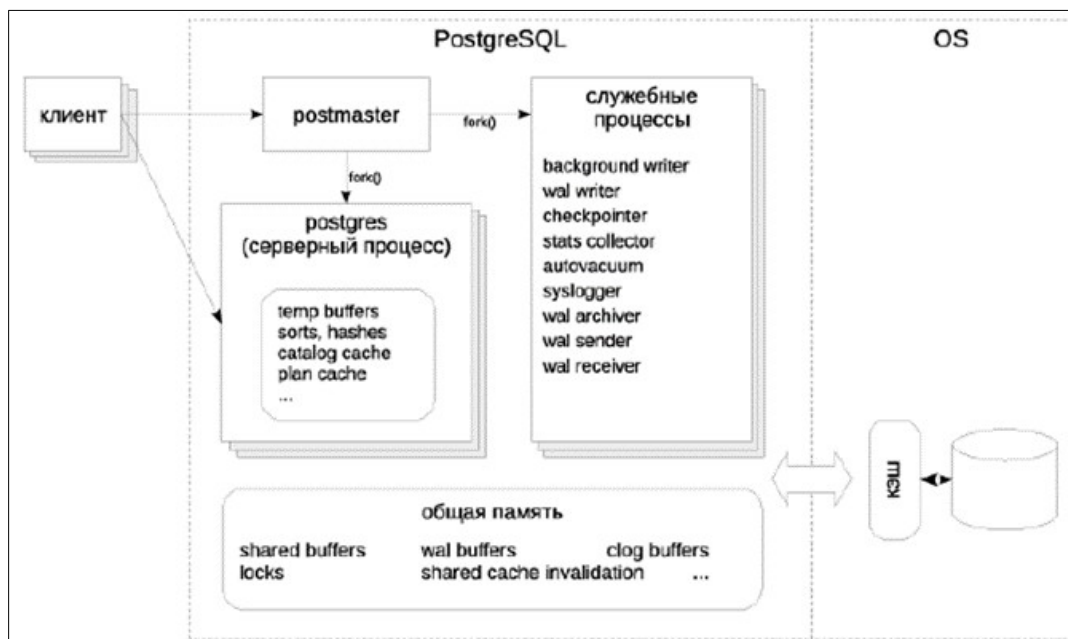 PostgreSQL
OS
клиент
postmaster
fork()
fork()
служебные
процессы
background writer
wal writer
checkpointer
stats collector
autovacuum
syslogger
wal archiver
wal sender
wal receiver
postgres
(серверный процесс)
temp buffers
sorts, hashes
catalog cache
plan cache
...
кэш
общая память
shared buffers wal buffers clog buffers
locks shared cache invalidation ...